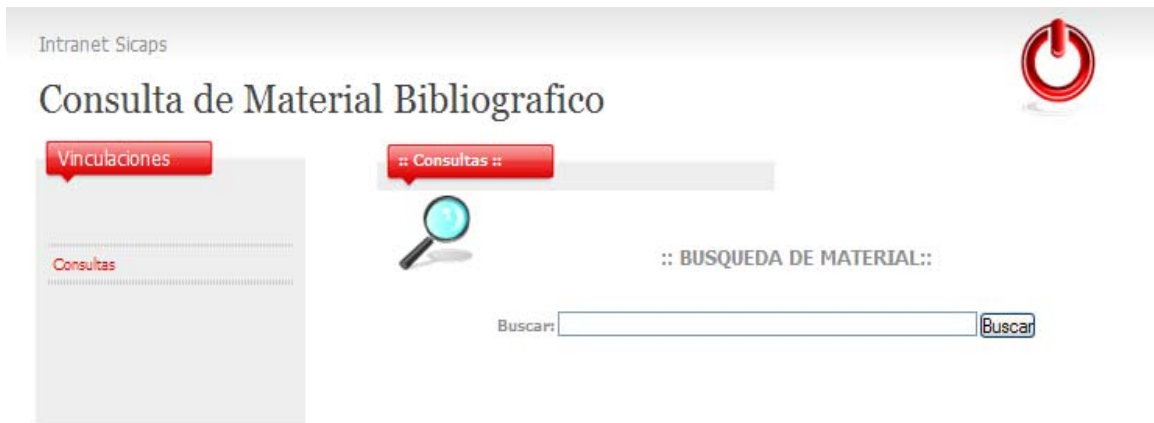 Intranet Sicaps
Consulta de Material Bibliografico
Vinculaciones
Consultas
:: Consultas ::
:: BUSQUEDA DE MATERIAL::
Buscar: Buscar